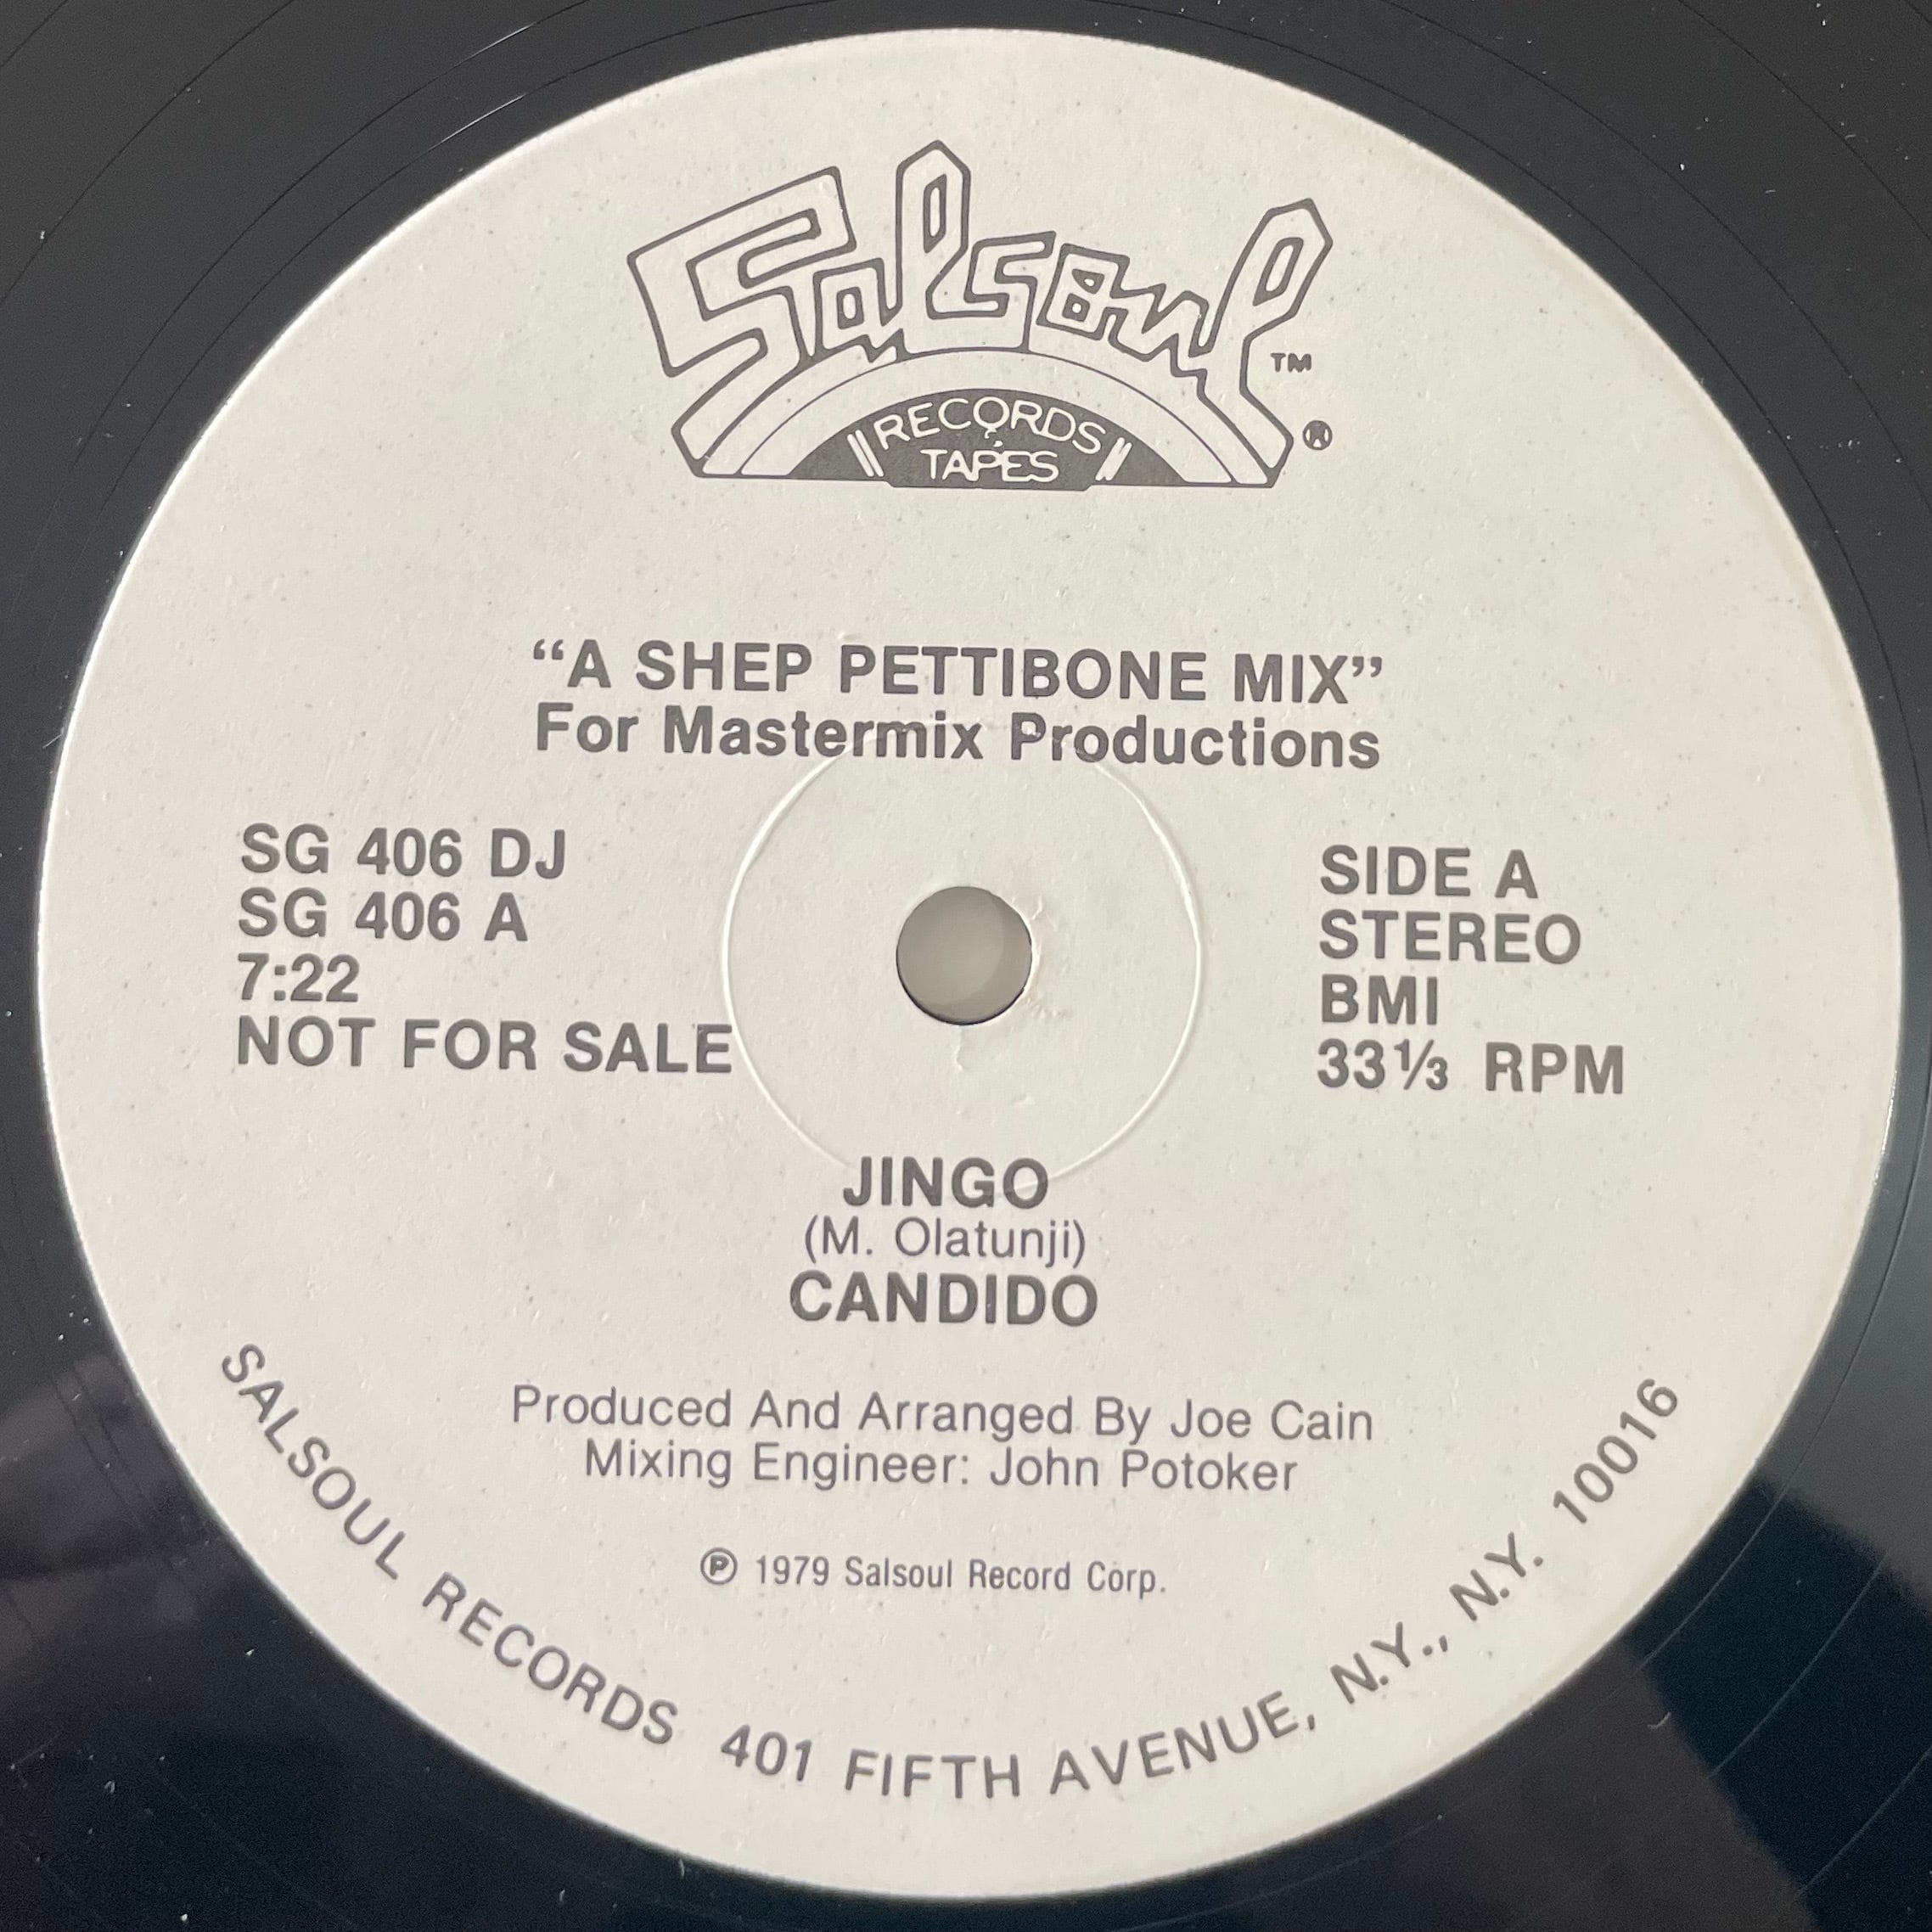 Salsoul
TM
®
RECORDS
TAPES
“A SHEP PETTIBONE MIX”
For Mastermix Productions
SG 406 DJ
SG 406 A
7:22
NOT FOR SALE
SIDE A
STEREO
BMI
33⅓ RPM
JINGO
(M. Olatunji)
CANDIDO
Produced And Arranged By Joe Cain
Mixing Engineer: John Potoker
℗ 1979 Salsoul Record Corp.
SALSOUL RECORDS 401 FIFTH AVENUE, N.Y., N.Y. 10016